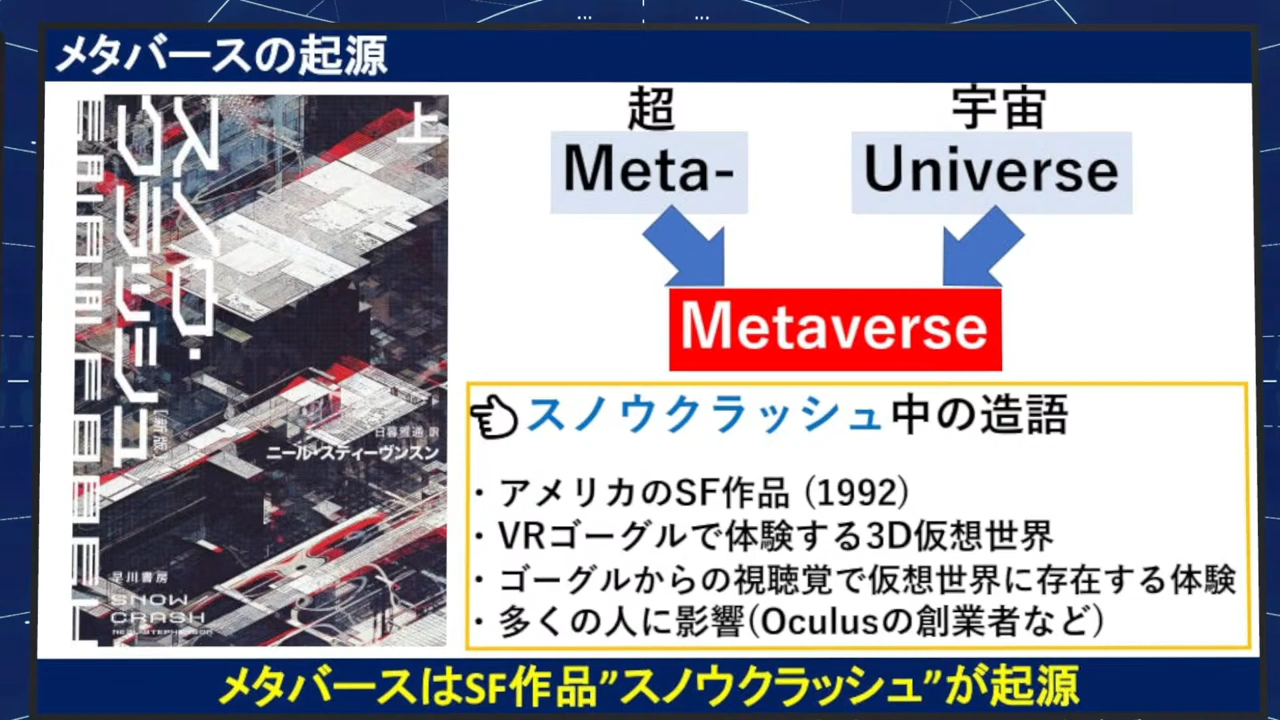 メタバースの起源
上
スノウ・
クラッシュ
[新版]
日暮雅通 訳
ニール・スティーヴンスン
早川書房
SNOW
CRASH
NEAL STEPHENSON
超
宇宙
Meta-
Universe
Metaverse
スノウクラッシュ中の造語
・アメリカのSF作品 (1992)
・VRゴーグルで体験する3D仮想世界
・ゴーグルからの視聴覚で仮想世界に存在する体験
・多くの人に影響(Oculusの創業者など)
メタバースはSF作品”スノウクラッシュ”が起源